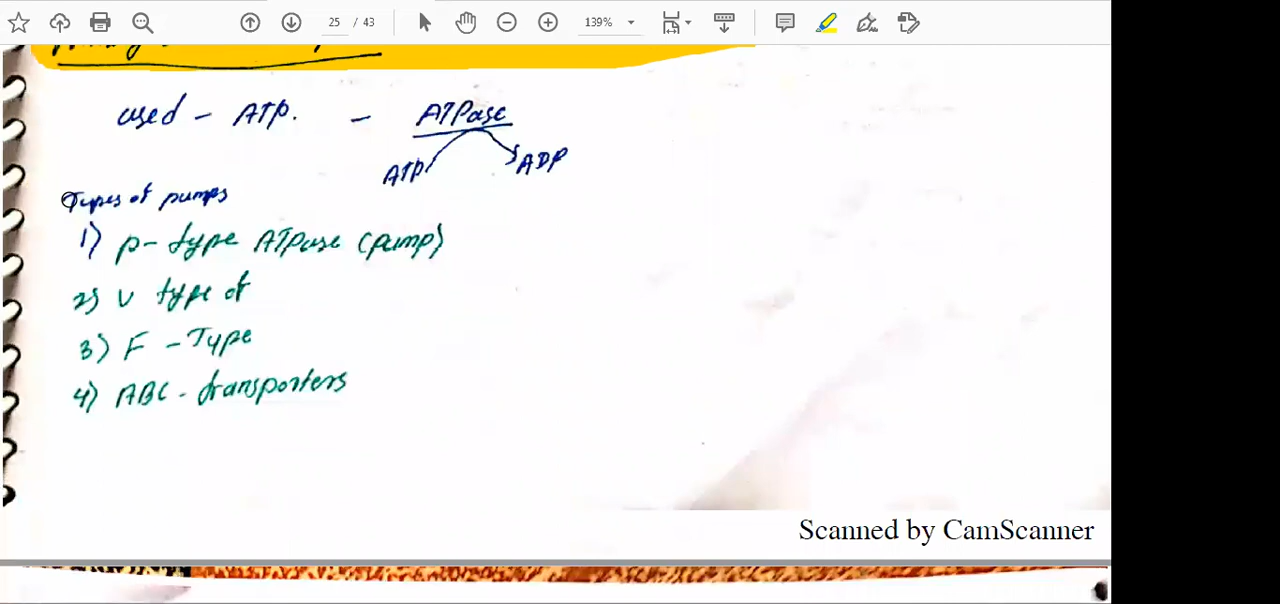 25 / 43
139%
used - ATP. - ATPase
ATP ADP
Types of pumps
1) p- type ATPase (pump)
2) V type of
3) F - Type
4) ABC - transporters
Scanned by CamScanner